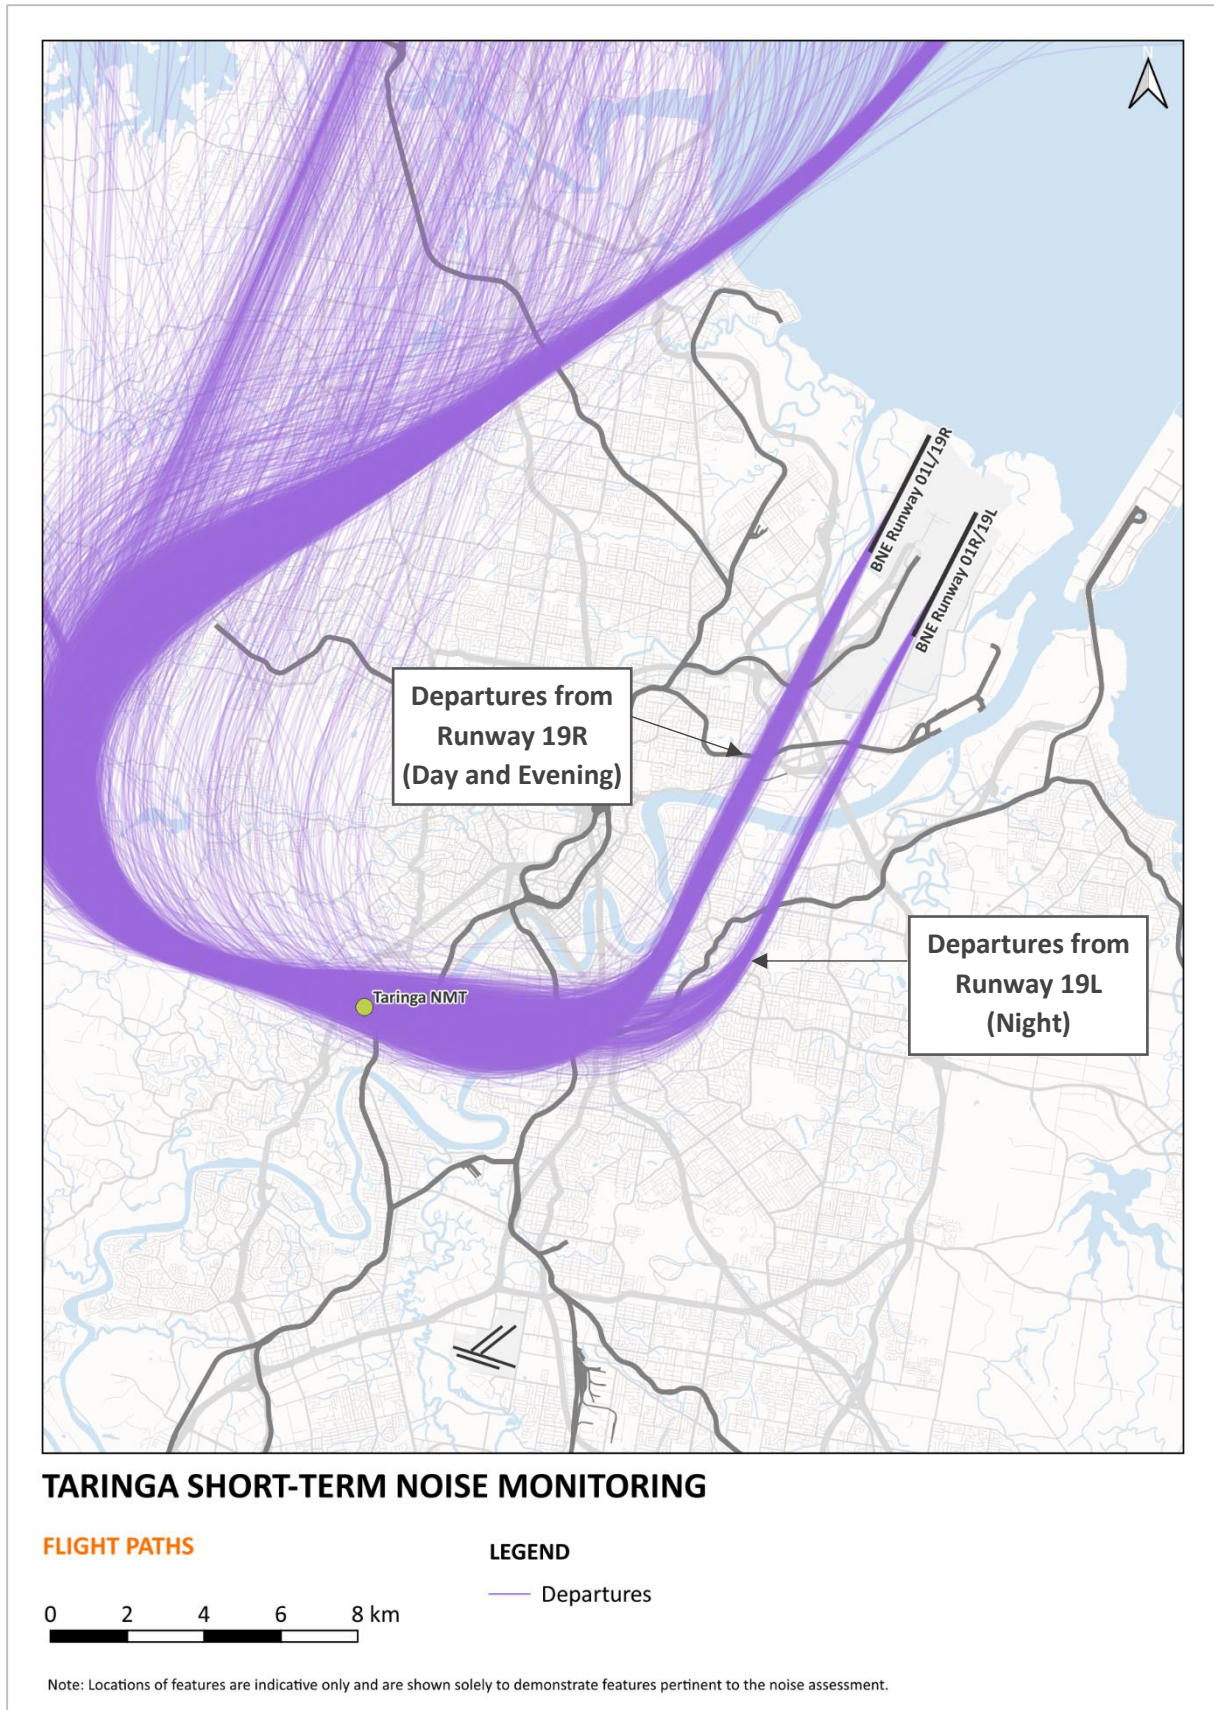 N
BNE Runway 01L/19R
BNE Runway 01R/19L
Departures from
Runway 19R
(Day and Evening)
Departures from
Runway 19L
(Night)
Taringa NMT
TARINGA SHORT-TERM NOISE MONITORING
FLIGHT PATHS
LEGEND
Departures
0 2 4 6 8 km
Note: Locations of features are indicative only and are shown solely to demonstrate features pertinent to the noise assessment.